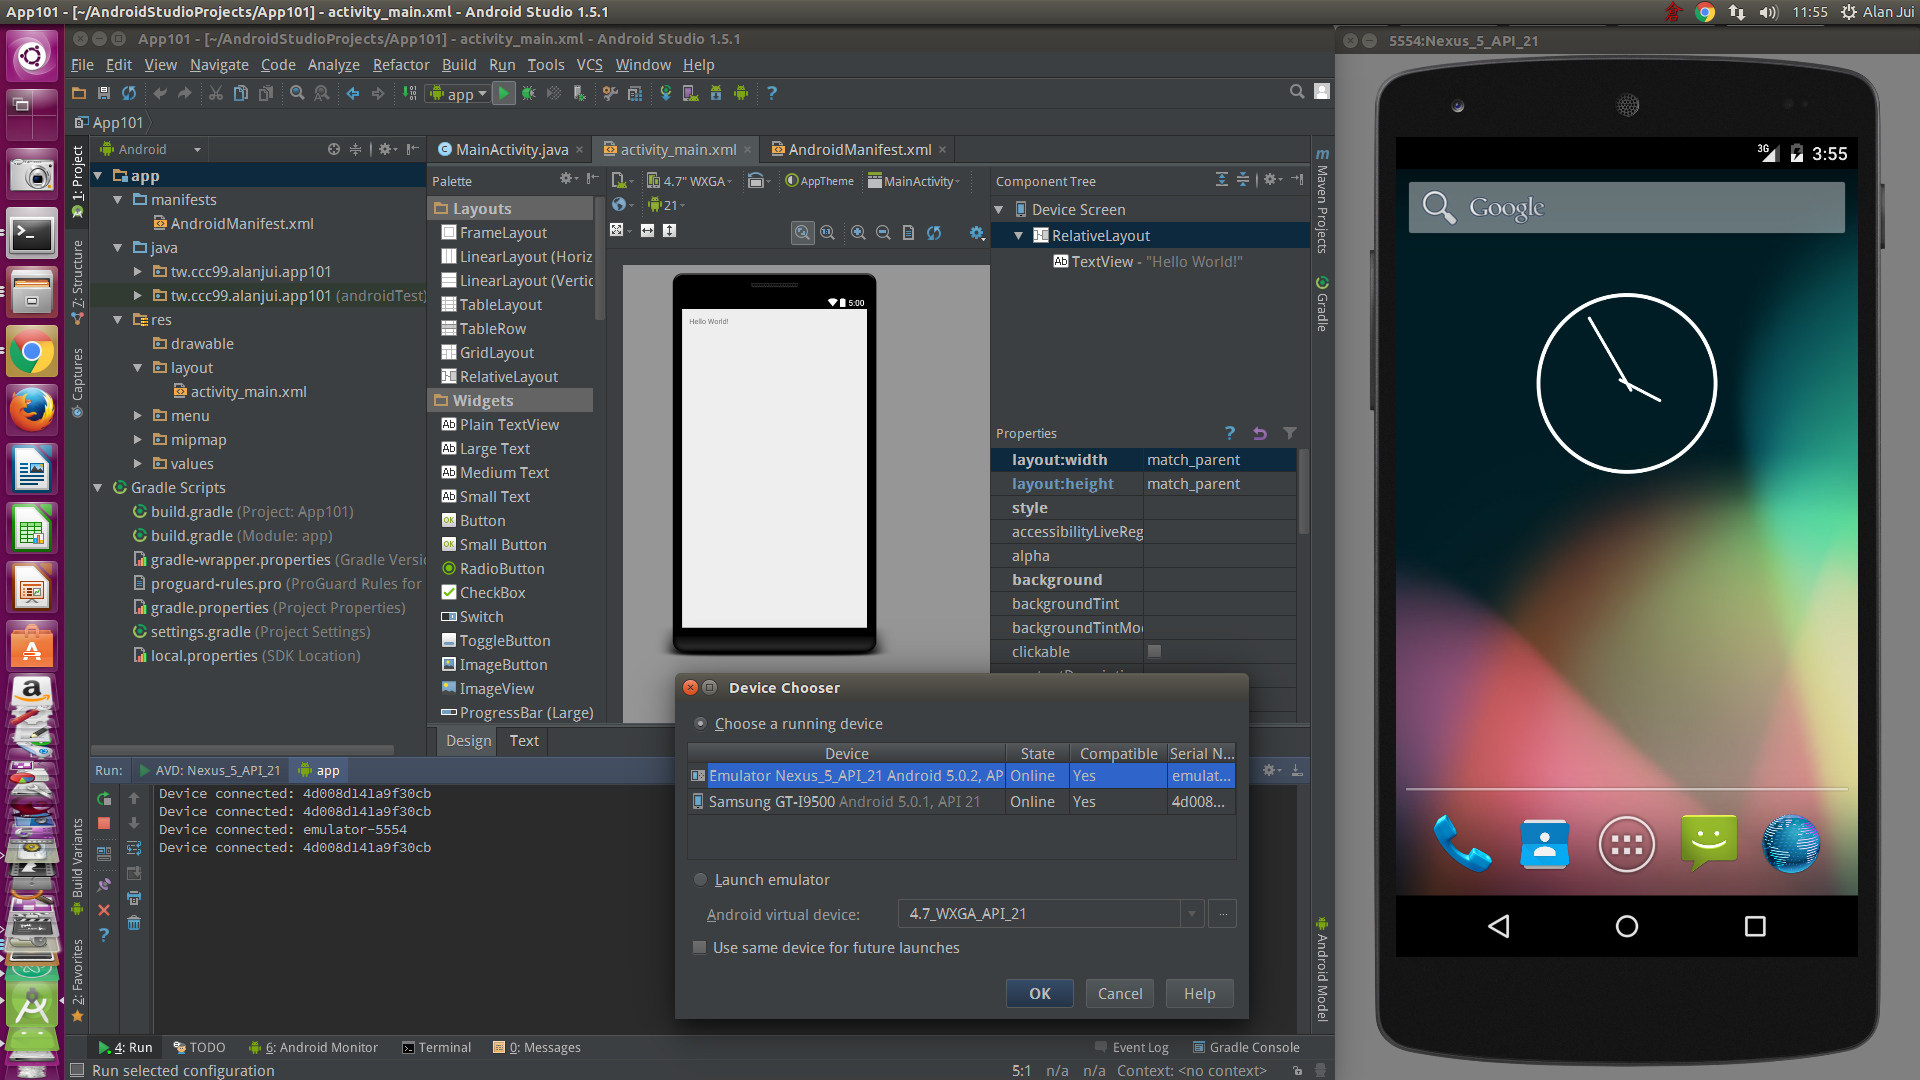 App101 - [~/AndroidStudioProjects/App101] - activity_main.xml - Android Studio 1.5.1
倉
11:55
Alan Jui
App101 - [~/AndroidStudioProjects/App101] - activity_main.xml - Android Studio 1.5.1
File Edit View Navigate Code Analyze Refactor Build Run Tools VCS Window Help
app
App101
1: Project
7: Structure
Captures
Build Variants
2: Favorites
Android
app
manifests
AndroidManifest.xml
java
tw.ccc99.alanjui.app101
tw.ccc99.alanjui.app101 (androidTest)
res
drawable
layout
activity_main.xml
menu
mipmap
values
Gradle Scripts
build.gradle (Project: App101)
build.gradle (Module: app)
gradle-wrapper.properties (Gradle Versi
proguard-rules.pro (ProGuard Rules for
gradle.properties (Project Properties)
settings.gradle (Project Settings)
local.properties (SDK Location)
MainActivity.java
activity_main.xml
AndroidManifest.xml
Palette
Layouts
FrameLayout
LinearLayout (Horiz
LinearLayout (Vertic
TableLayout
TableRow
GridLayout
RelativeLayout
Widgets
Plain TextView
Large Text
Medium Text
Small Text
Button
Small Button
RadioButton
CheckBox
Switch
ToggleButton
ImageButton
ImageView
ProgressBar (Large)
Design Text
4.7" WXGA
AppTheme
MainActivity
21
5:00
Hello World!
Component Tree
Device Screen
RelativeLayout
TextView - "Hello World!"
Properties
layout:width match_parent
layout:height match_parent
style
accessibilityLiveReg
alpha
background
backgroundTint
backgroundTintMo
clickable
Maven Projects
Gradle
Android Model
Run: AVD: Nexus_5_API_21 app
Device connected: 4d008d141a9f30cb
Device connected: 4d008d141a9f30cb
Device connected: emulator-5554
Device connected: 4d008d141a9f30cb
Device Chooser
Choose a running device
Device State Compatible Serial N...
Emulator Nexus_5_API_21 Android 5.0.2, AP Online Yes emulat...
Samsung GT-I9500 Android 5.0.1, API 21 Online Yes 4d008...
Launch emulator
Android virtual device: 4.7_WXGA_API_21 ...
Use same device for future launches
OK Cancel Help
4: Run TODO 6: Android Monitor Terminal 0: Messages Event Log Gradle Console
Run selected configuration 5:1 n/a n/a Context: <no context>
5554:Nexus_5_API_21
3G 3:55
Google